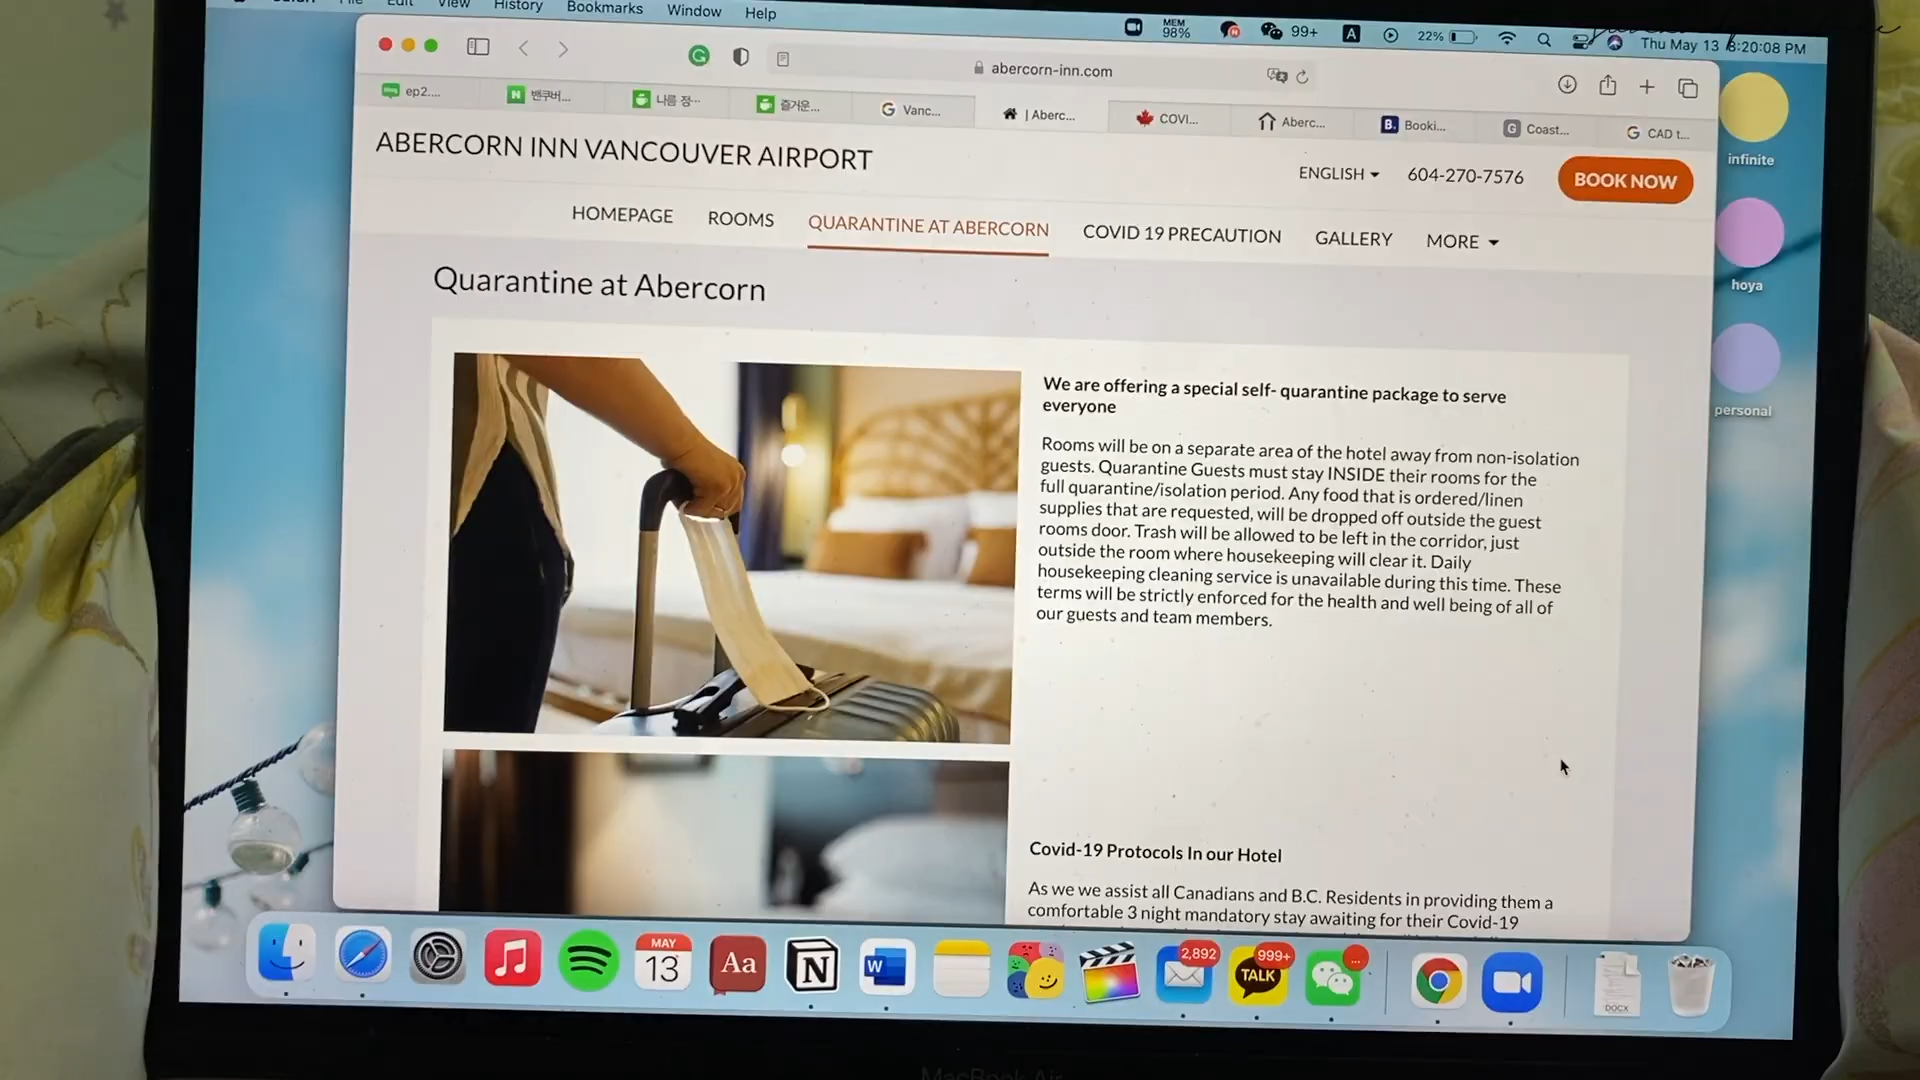 File Edit View History Bookmarks Window Help
MEM 98% 99+ A 22% Thu May 13 8:20:08 PM
abercorn-inn.com
ep2.... 밴쿠버... 나름 정... 즐거운... Vanc... | Aberc... COVI... Aberc... Booki... Coast... CAD t...
ABERCORN INN VANCOUVER AIRPORT
ENGLISH 604-270-7576 BOOK NOW
HOMEPAGE ROOMS QUARANTINE AT ABERCORN COVID 19 PRECAUTION GALLERY MORE
Quarantine at Abercorn
We are offering a special self- quarantine package to serve
everyone
Rooms will be on a separate area of the hotel away from non-isolation
guests. Quarantine Guests must stay INSIDE their rooms for the
full quarantine/isolation period. Any food that is ordered/linen
supplies that are requested, will be dropped off outside the guest
rooms door. Trash will be allowed to be left in the corridor, just
outside the room where housekeeping will clear it. Daily
housekeeping cleaning service is unavailable during this time. These
terms will be strictly enforced for the health and well being of all of
our guests and team members.
Covid-19 Protocols In our Hotel
As we we assist all Canadians and B.C. Residents in providing them a
comfortable 3 night mandatory stay awaiting for their Covid-19
infinite
hoya
personal
MAY
13
Aa
N
W
2,892
999+
TALK
...
DOCX
MacBook Air